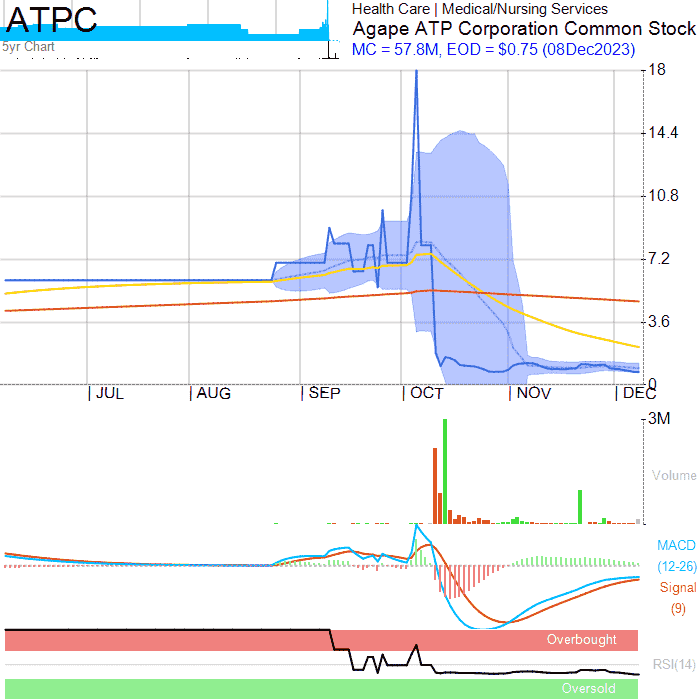 ATPC
5yr Chart
Health Care | Medical/Nursing Services
Agape ATP Corporation Common Stock
MC = 57.8M, EOD = $0.75 (08Dec2023)
18
14.4
10.8
7.2
3.6
0
JUL
AUG
SEP
OCT
NOV
DEC
3M
Volume
MACD
(12-26)
Signal
(9)
Overbought
RSI(14)
Oversold